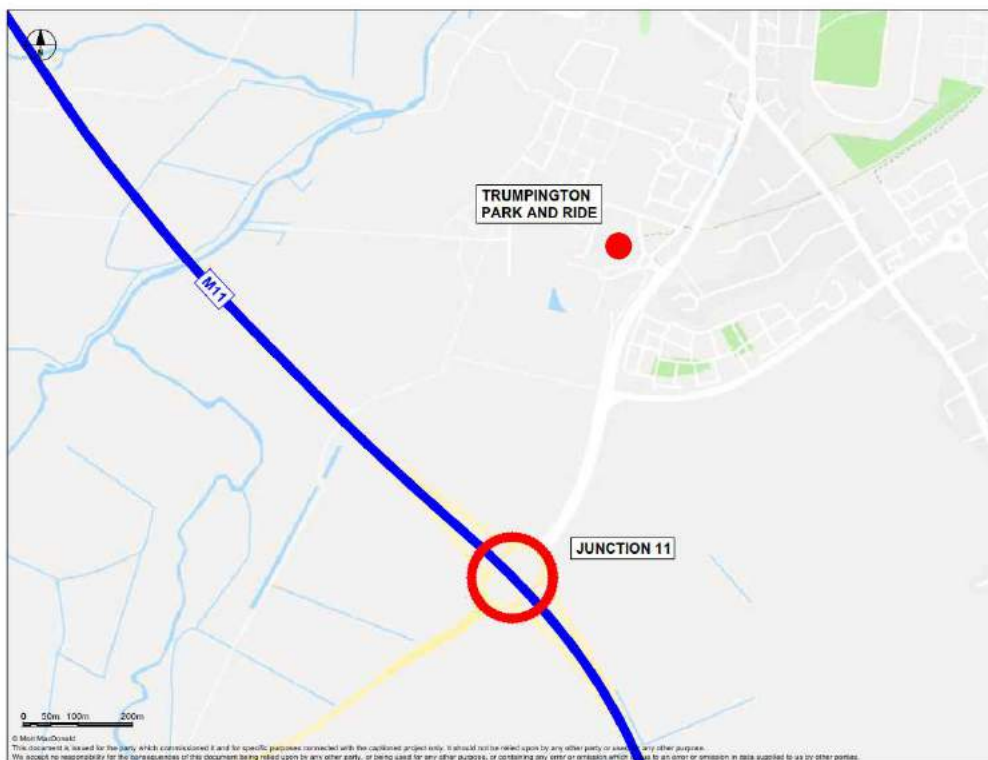 N
TRUMPINGTON
PARK AND RIDE
M11
JUNCTION 11
0 50m 100m 200m
© Mott MacDonald
This document is issued for the party which commissioned it and for specific purposes connected with the captioned project only. It should not be relied upon by any other party or used any other purpose.
We accept no responsibility for the consequences of this document being relied upon by any other party, or being used for any other purpose, or containing any error or omission which is to an error or omission in data supplied to us by other parties.